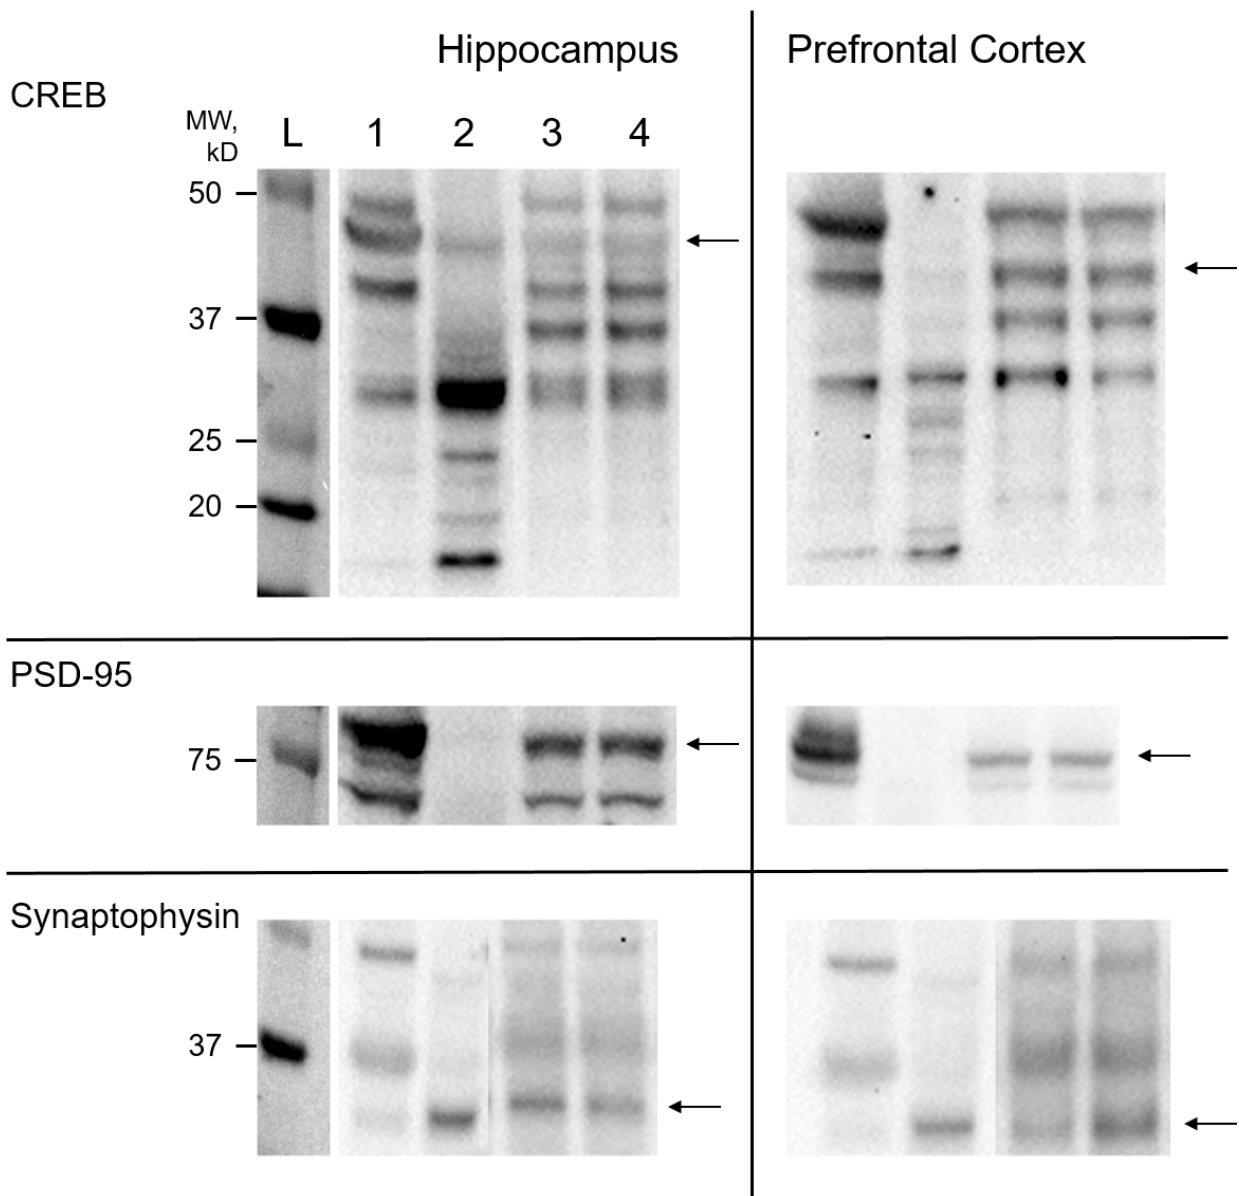 Hippocampus
Prefrontal Cortex
CREB
MW,
kD
L 1 2 3 4
50
37
25
20
PSD-95
75
Synaptophysin
37